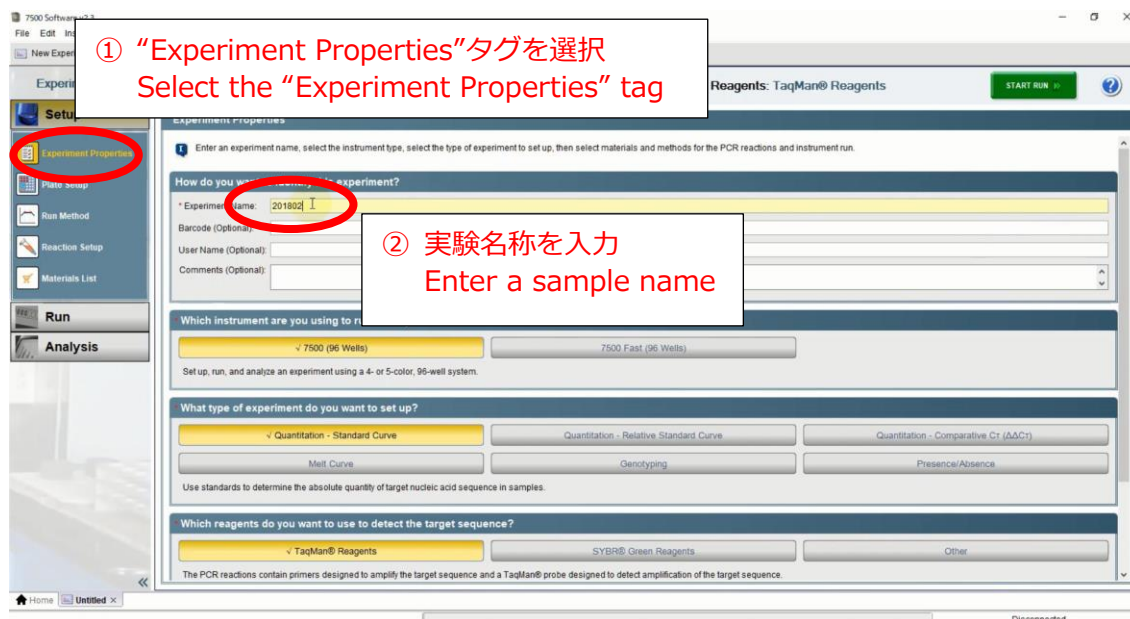 7500 Software v2.3
File Edit
New Exper
① “Experiment Properties”タグを選択
Select the “Experiment Properties” tag
Experi
Reagents: TaqMan® Reagents
START RUN
Setu
Experiment Properties
Experiment Properties
Plate Setup
Run Method
Reaction Setup
Materials List
Run
Analysis
Enter an experiment name, select the instrument type, select the type of experiment to set up, then select materials and methods for the PCR reactions and instrument run.
How do you want to identify this experiment?
* Experiment Name: 201802
Barcode (Optional):
User Name (Optional):
Comments (Optional):
② 実験名称を入力
Enter a sample name
Which instrument are you using to r
√ 7500 (96 Wells)
7500 Fast (96 Wells)
Set up, run, and analyze an experiment using a 4- or 5-color, 96-well system.
* What type of experiment do you want to set up?
√ Quantitation - Standard Curve
Quantitation - Relative Standard Curve
Quantitation - Comparative CT (ΔΔCT)
Melt Curve
Genotyping
Presence/Absence
Use standards to determine the absolute quantity of target nucleic acid sequence in samples.
Which reagents do you want to use to detect the target sequence?
√ TaqMan® Reagents
SYBR® Green Reagents
Other
The PCR reactions contain primers designed to amplify the target sequence and a TaqMan® probe designed to detect amplification of the target sequence.
«
Home
Untitled ×